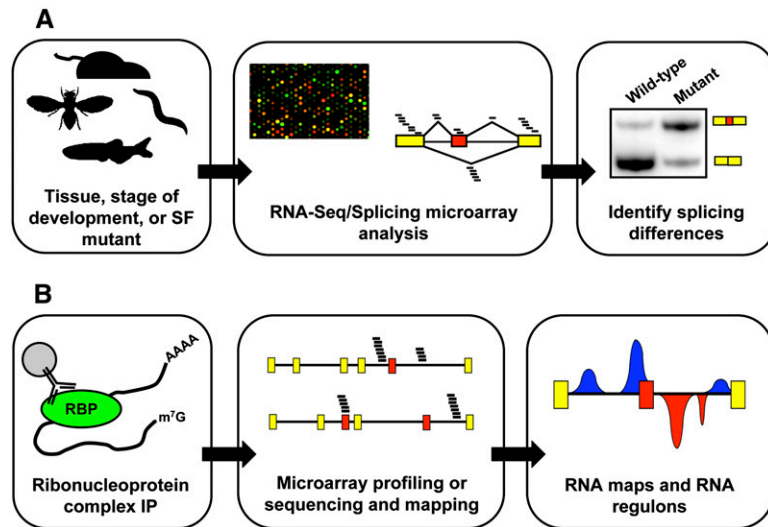 A
Tissue, stage of
development, or SF
mutant
RNA-Seq/Splicing microarray
analysis
Wild-type
Mutant
Identify splicing
differences
B
RBP
AAAA
m⁷G
Ribonucleoprotein
complex IP
Microarray profiling or
sequencing and mapping
RNA maps and RNA
regulons